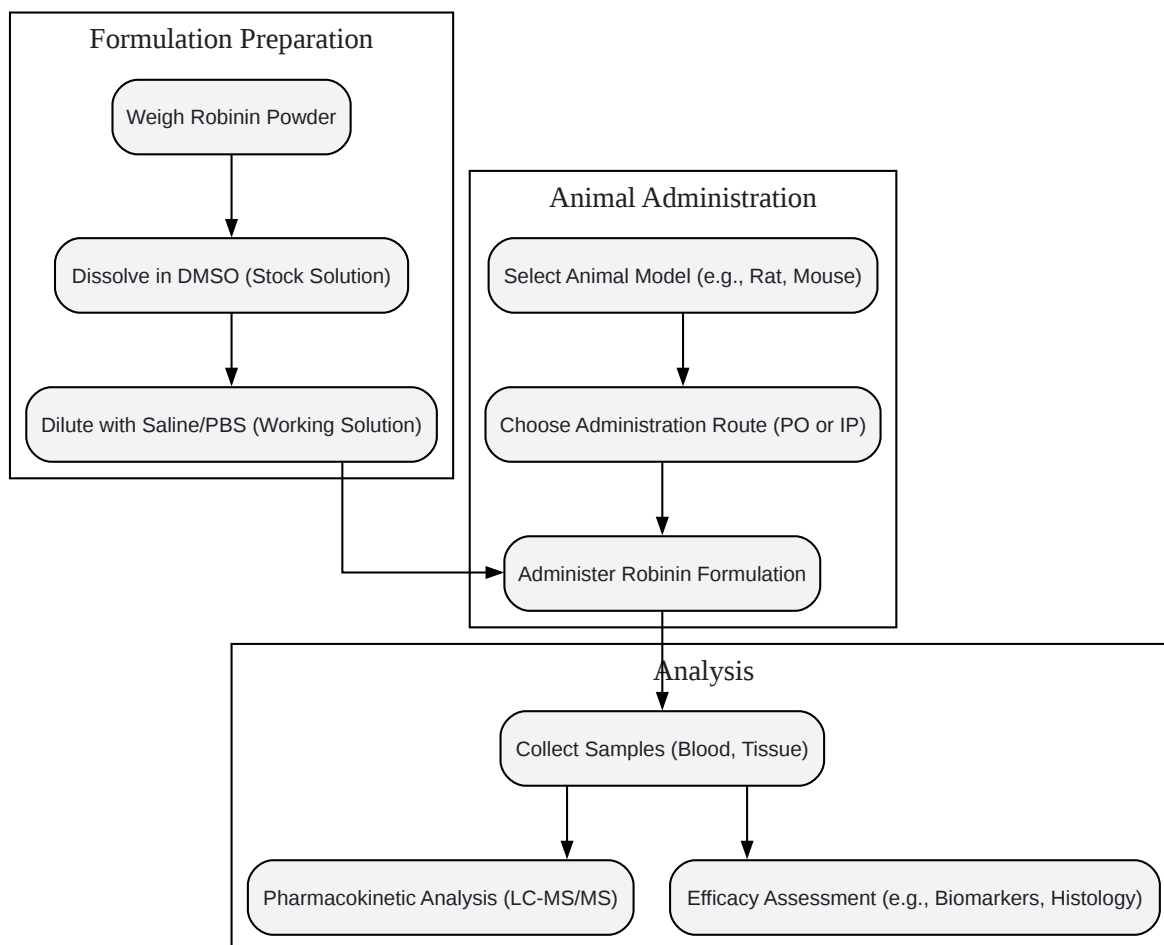 Formulation Preparation
Weigh Robinin Powder
Dissolve in DMSO (Stock Solution)
Dilute with Saline/PBS (Working Solution)
Animal Administration
Select Animal Model (e.g., Rat, Mouse)
Choose Administration Route (PO or IP)
Administer Robinin Formulation
Analysis
Collect Samples (Blood, Tissue)
Pharmacokinetic Analysis (LC-MS/MS)
Efficacy Assessment (e.g., Biomarkers, Histology)